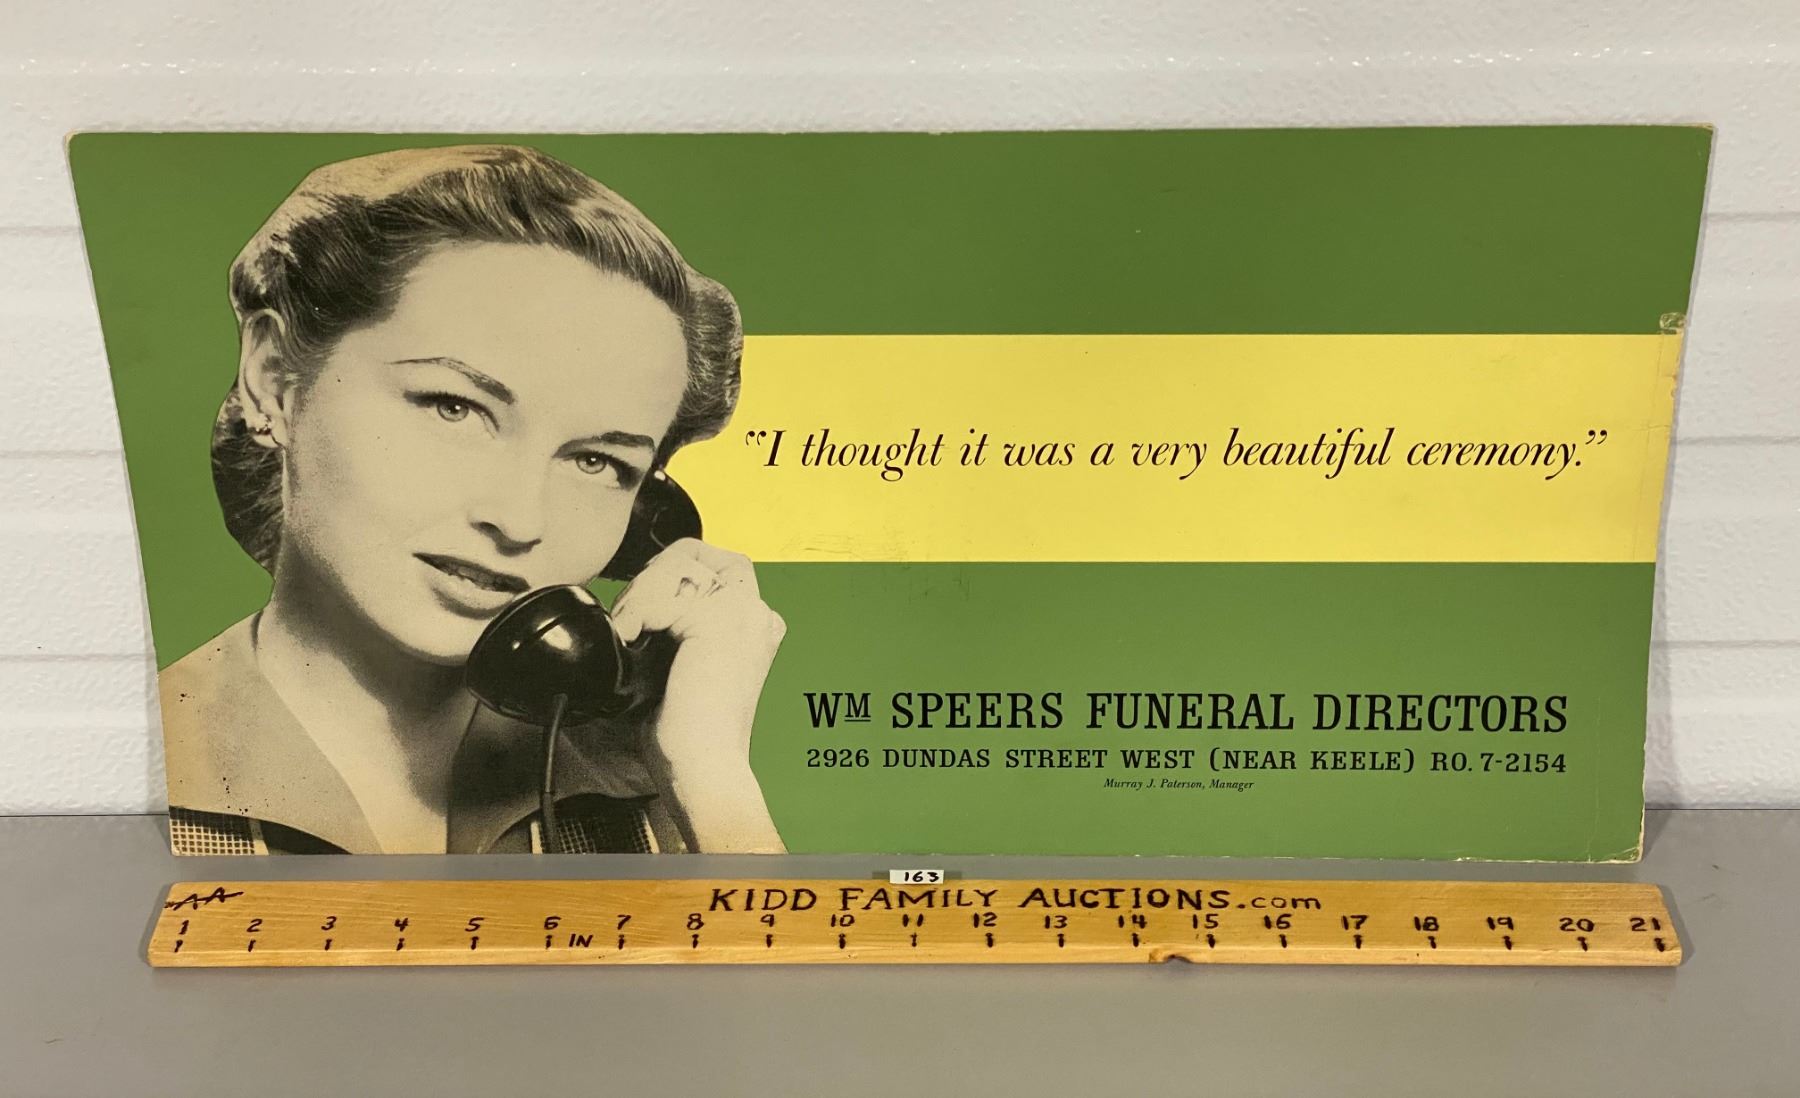 “I thought it was a very beautiful ceremony.”
WM SPEERS FUNERAL DIRECTORS
2926 DUNDAS STREET WEST (NEAR KEELE) RO. 7-2154
Murray J. Paterson, Manager
163
AA KIDD FAMILY AUCTIONS.com
1 2 3 4 5 6 IN 7 8 9 10 11 12 13 14 15 16 17 18 19 20 21